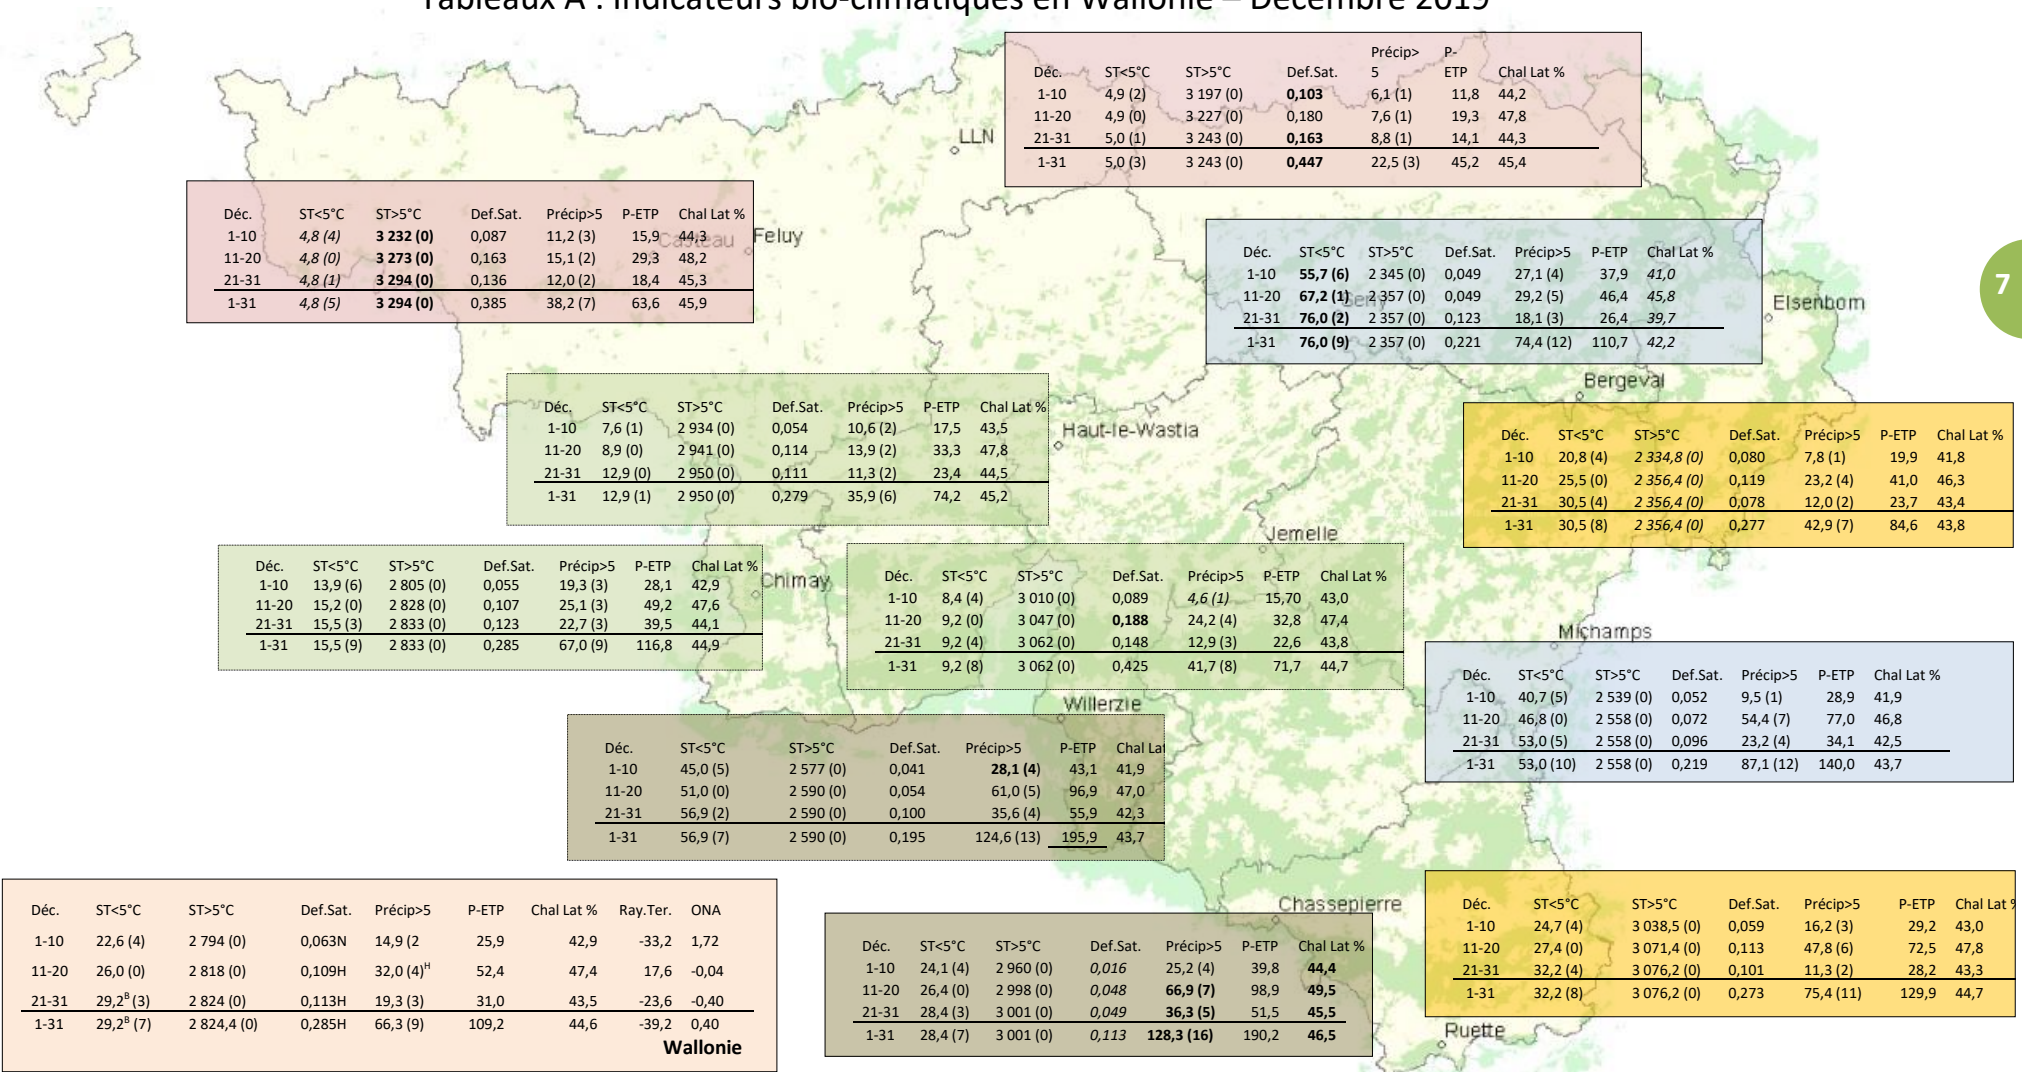 Tableaux A : Indicateurs bio-climatiques en Wallonie – Décembre 2019
Précip> P-
Déc. ST<5°C ST>5°C Def.Sat. 5 ETP Chal Lat %
1-10 4,9 (2) 3 197 (0) 0,103 6,1 (1) 11,8 44,2
11-20 4,9 (0) 3 227 (0) 0,180 7,6 (1) 19,3 47,8
21-31 5,0 (1) 3 243 (0) 0,163 8,8 (1) 14,1 44,3
1-31 5,0 (3) 3 243 (0) 0,447 22,5 (3) 45,2 45,4
LLN
Déc. ST<5°C ST>5°C Def.Sat. Précip>5 P-ETP Chal Lat %
1-10 4,8 (4) 3 232 (0) 0,087 11,2 (3) 15,9 44,3
11-20 4,8 (0) 3 273 (0) 0,163 15,1 (2) 29,3 48,2
21-31 4,8 (1) 3 294 (0) 0,136 12,0 (2) 18,4 45,3
1-31 4,8 (5) 3 294 (0) 0,385 38,2 (7) 63,6 45,9
Casteau
Feluy
Déc. ST<5°C ST>5°C Def.Sat. Précip>5 P-ETP Chal Lat %
1-10 55,7 (6) 2 345 (0) 0,049 27,1 (4) 37,9 41,0
11-20 67,2 (1) 2 357 (0) 0,049 29,2 (5) 46,4 45,8
21-31 76,0 (2) 2 357 (0) 0,123 18,1 (3) 26,4 39,7
1-31 76,0 (9) 2 357 (0) 0,221 74,4 (12) 110,7 42,2
Elsenborn
7
Bergeval
Déc. ST<5°C ST>5°C Def.Sat. Précip>5 P-ETP Chal Lat %
1-10 7,6 (1) 2 934 (0) 0,054 10,6 (2) 17,5 43,5
11-20 8,9 (0) 2 941 (0) 0,114 13,9 (2) 33,3 47,8
21-31 12,9 (0) 2 950 (0) 0,111 11,3 (2) 23,4 44,5
1-31 12,9 (1) 2 950 (0) 0,279 35,9 (6) 74,2 45,2
Haut-le-Wastia
Déc. ST<5°C ST>5°C Def.Sat. Précip>5 P-ETP Chal Lat %
1-10 20,8 (4) 2 334,8 (0) 0,080 7,8 (1) 19,9 41,8
11-20 25,5 (0) 2 356,4 (0) 0,119 23,2 (4) 41,0 46,3
21-31 30,5 (4) 2 356,4 (0) 0,078 12,0 (2) 23,7 43,4
1-31 30,5 (8) 2 356,4 (0) 0,277 42,9 (7) 84,6 43,8
Jemelle
Déc. ST<5°C ST>5°C Def.Sat. Précip>5 P-ETP Chal Lat %
1-10 13,9 (6) 2 805 (0) 0,055 19,3 (3) 28,1 42,9
11-20 15,2 (0) 2 828 (0) 0,107 25,1 (3) 49,2 47,6
21-31 15,5 (3) 2 833 (0) 0,123 22,7 (3) 39,5 44,1
1-31 15,5 (9) 2 833 (0) 0,285 67,0 (9) 116,8 44,9
Chimay
Déc. ST<5°C ST>5°C Def.Sat. Précip>5 P-ETP Chal Lat %
1-10 8,4 (4) 3 010 (0) 0,089 4,6 (1) 15,70 43,0
11-20 9,2 (0) 3 047 (0) 0,188 24,2 (4) 32,8 47,4
21-31 9,2 (4) 3 062 (0) 0,148 12,9 (3) 22,6 43,8
1-31 9,2 (8) 3 062 (0) 0,425 41,7 (8) 71,7 44,7
Michamps
Déc. ST<5°C ST>5°C Def.Sat. Précip>5 P-ETP Chal Lat %
1-10 40,7 (5) 2 539 (0) 0,052 9,5 (1) 28,9 41,9
11-20 46,8 (0) 2 558 (0) 0,072 54,4 (7) 77,0 46,8
21-31 53,0 (5) 2 558 (0) 0,096 23,2 (4) 34,1 42,5
1-31 53,0 (10) 2 558 (0) 0,219 87,1 (12) 140,0 43,7
Willerzie
Déc. ST<5°C ST>5°C Def.Sat. Précip>5 P-ETP Chal Lat
1-10 45,0 (5) 2 577 (0) 0,041 28,1 (4) 43,1 41,9
11-20 51,0 (0) 2 590 (0) 0,054 61,0 (5) 96,9 47,0
21-31 56,9 (2) 2 590 (0) 0,100 35,6 (4) 55,9 42,3
1-31 56,9 (7) 2 590 (0) 0,195 124,6 (13) 195,9 43,7
Déc. ST<5°C ST>5°C Def.Sat. Précip>5 P-ETP Chal Lat % Ray.Ter. ONA
1-10 22,6 (4) 2 794 (0) 0,063N 14,9 (2 25,9 42,9 -33,2 1,72
11-20 26,0 (0) 2 818 (0) 0,109H 32,0 (4)ᴴ 52,4 47,4 17,6 -0,04
21-31 29,2ᴮ (3) 2 824 (0) 0,113H 19,3 (3) 31,0 43,5 -23,6 -0,40
1-31 29,2ᴮ (7) 2 824,4 (0) 0,285H 66,3 (9) 109,2 44,6 -39,2 0,40
Wallonie
Chassepierre
Déc. ST<5°C ST>5°C Def.Sat. Précip>5 P-ETP Chal Lat %
1-10 24,1 (4) 2 960 (0) 0,016 25,2 (4) 39,8 44,4
11-20 26,4 (0) 2 998 (0) 0,048 66,9 (7) 98,9 49,5
21-31 28,4 (3) 3 001 (0) 0,049 36,3 (5) 51,5 45,5
1-31 28,4 (7) 3 001 (0) 0,113 128,3 (16) 190,2 46,5
Déc. ST<5°C ST>5°C Def.Sat. Précip>5 P-ETP Chal Lat %
1-10 24,7 (4) 3 038,5 (0) 0,059 16,2 (3) 29,2 43,0
11-20 27,4 (0) 3 071,4 (0) 0,113 47,8 (6) 72,5 47,8
21-31 32,2 (4) 3 076,2 (0) 0,101 11,3 (2) 28,2 43,3
1-31 32,2 (8) 3 076,2 (0) 0,273 75,4 (11) 129,9 44,7
Ruette